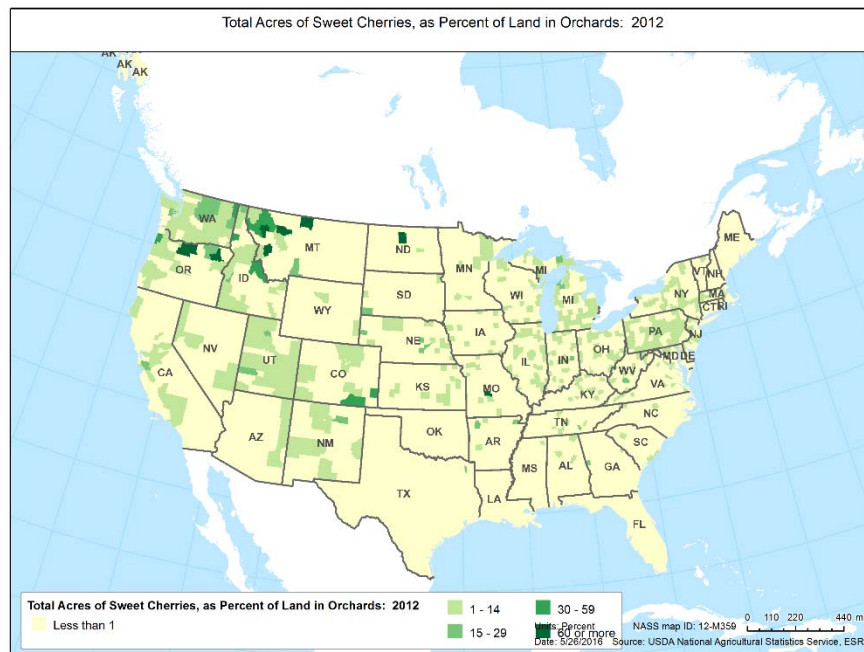 Total Acres of Sweet Cherries, as Percent of Land in Orchards: 2012
AK
AK
AK
WA
MT
ND
MN
ME
OR
ID
SD
WI
MI
MI
VT
NH
NY
MA
CT
RI
WY
IA
NE
PA
NJ
NV
UT
CO
IL
IN
OH
MD
DE
WV
CA
KS
MO
KY
VA
AZ
NM
OK
AR
TN
NC
SC
TX
LA
MS
AL
GA
FL
Total Acres of Sweet Cherries, as Percent of Land in Orchards: 2012
Less than 1
1 - 14
15 - 29
30 - 59
60 or more
Units: Percent
NASS map ID: 12-M359
0 110 220 440 m
Date: 5/26/2016 Source: USDA National Agricultural Statistics Service, ESR